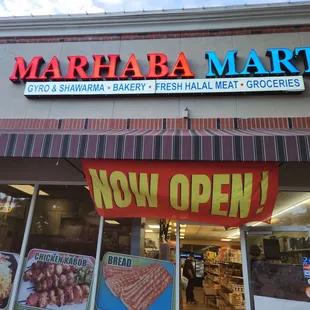 MARHABA MART
GYRO & SHAWARMA • BAKERY • FRESH HALAL MEAT • GROCERIES
NOW OPEN!
CHICKEN KABOB
BREAD